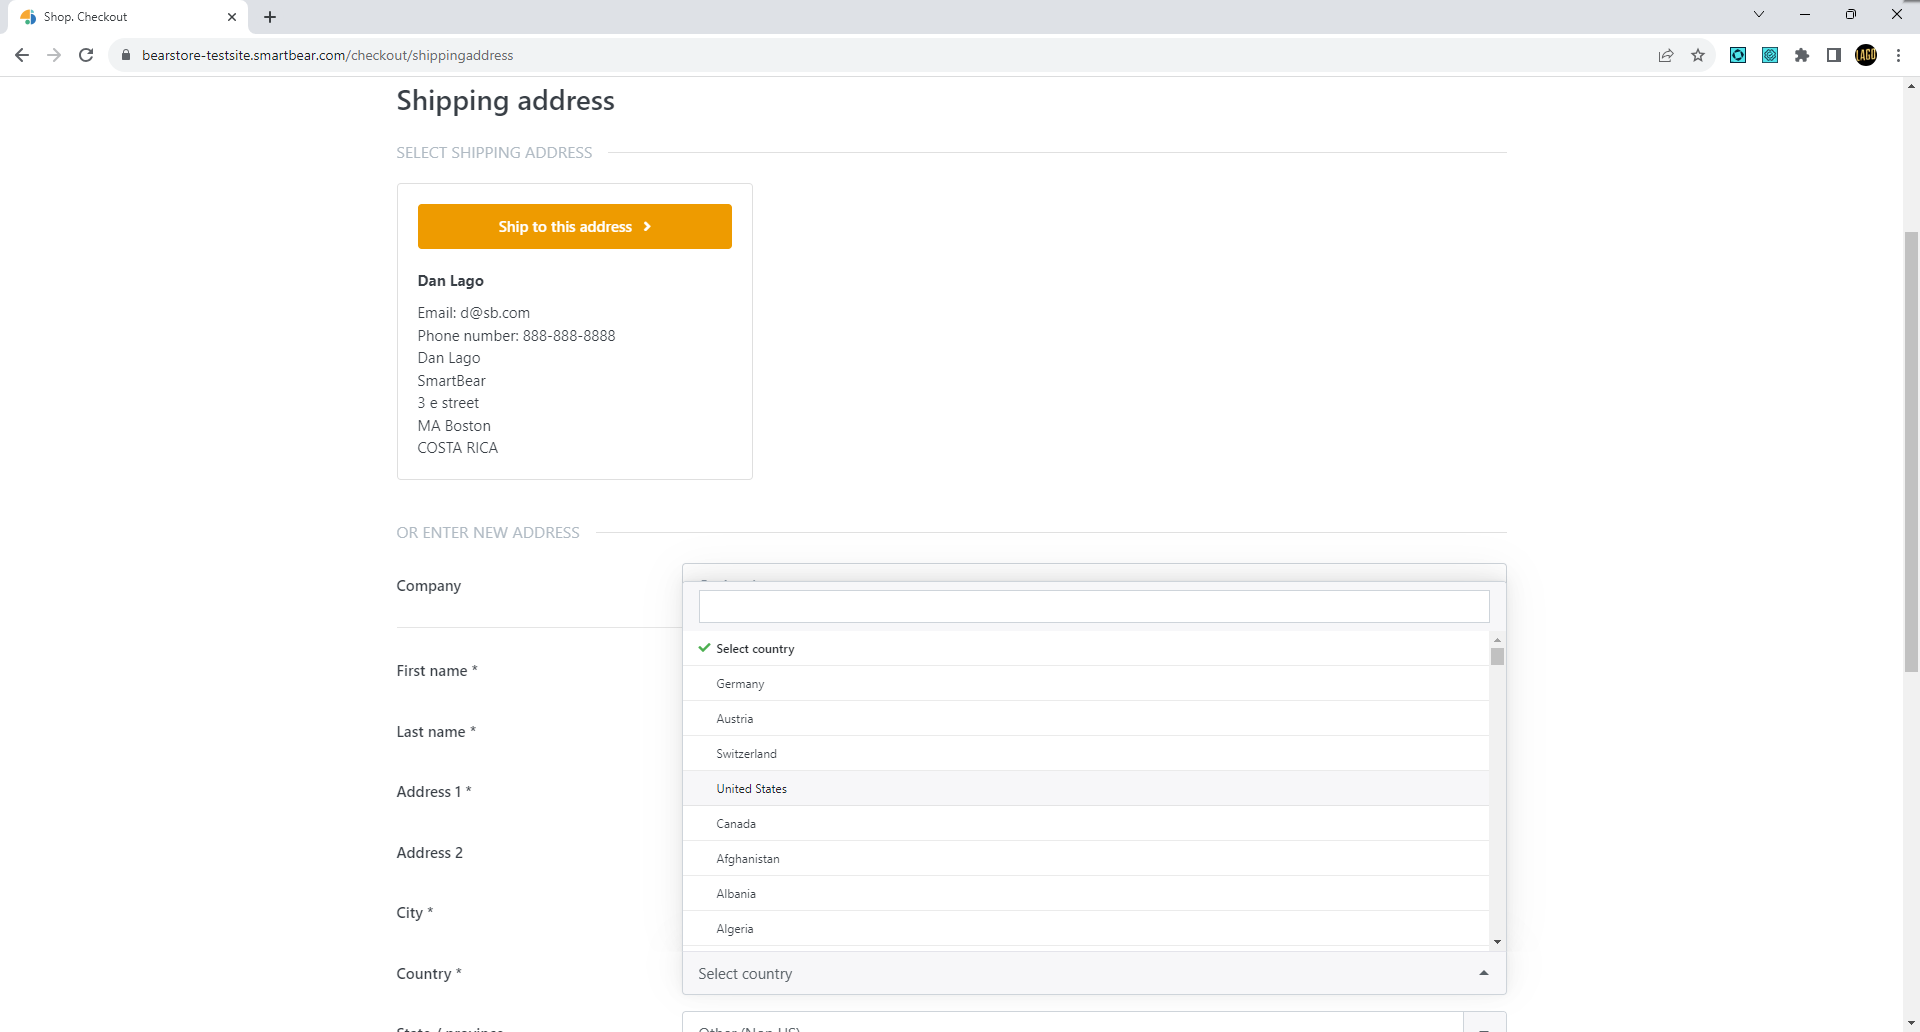 Shop. Checkout
bearstore-testsite.smartbear.com/checkout/shippingaddress
LAGO
Shipping address
SELECT SHIPPING ADDRESS
Ship to this address
Dan Lago
Email: d@sb.com
Phone number: 888-888-8888
Dan Lago
SmartBear
3 e street
MA Boston
COSTA RICA
OR ENTER NEW ADDRESS
Company
Select country
Germany
First name *
Austria
Last name *
Switzerland
United States
Address 1 *
Canada
Address 2
Afghanistan
Albania
City *
Algeria
Country *
Select country
State / province
Other (Non US)